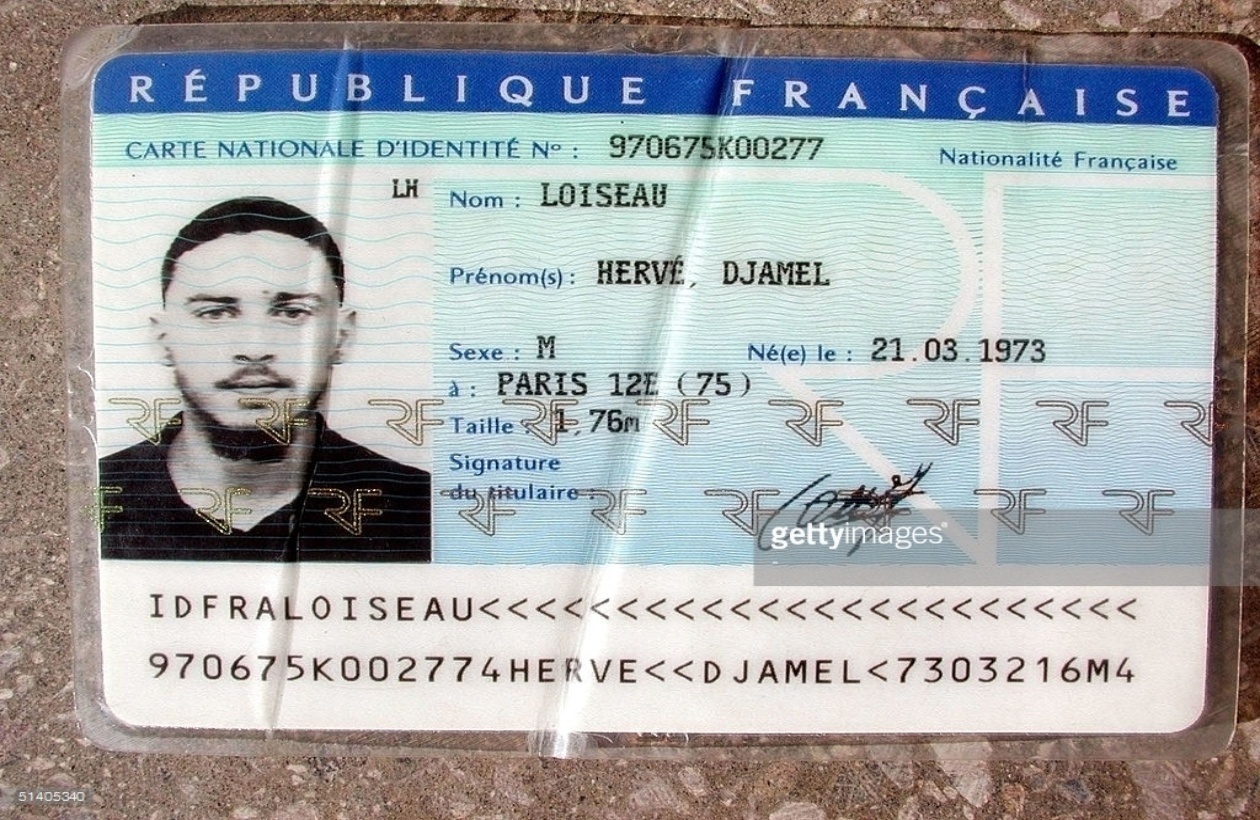 RÉPUBLIQUE FRANÇAISE
CARTE NATIONALE D'IDENTITÉ Nº : 970675K00277 Nationalité Française
LH Nom : LOISEAU
Prénom(s) : HERVÉ, DJAMEL
Sexe : M Né(e) le : 21.03.1973
à : PARIS 12E (75)
Taille : 1,76m
RF RF RF RF RF RF RF RF RF
Signature
du titulaire :
RF RF RF RF RF RF RF RF
gettyimages
IDFRALOISEAU<<<<<<<<<<<<<<<<<<<<<<<<
970675K002774HERVE<<DJAMEL<7303216M4
51405340